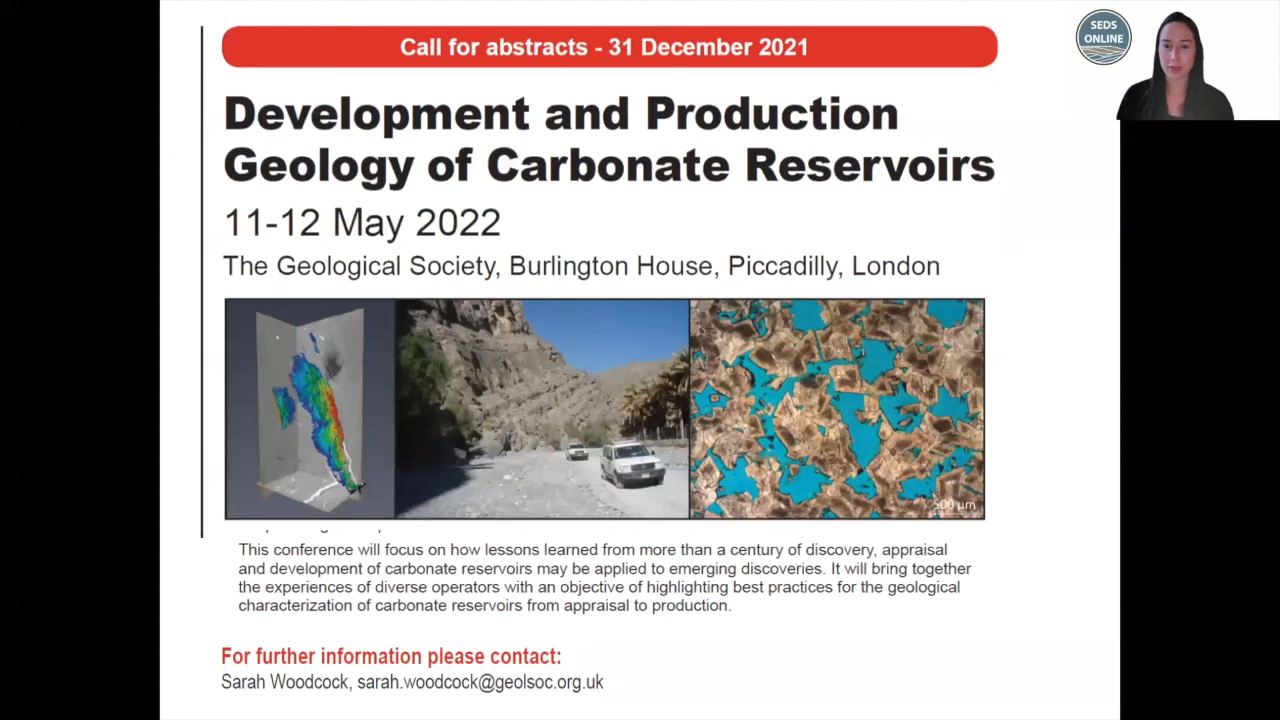 Call for abstracts - 31 December 2021
SEDS
ONLINE
Development and Production
Geology of Carbonate Reservoirs
11-12 May 2022
The Geological Society, Burlington House, Piccadilly, London
500 µm
This conference will focus on how lessons learned from more than a century of discovery, appraisal
and development of carbonate reservoirs may be applied to emerging discoveries. It will bring together
the experiences of diverse operators with an objective of highlighting best practices for the geological
characterization of carbonate reservoirs from appraisal to production.
For further information please contact:
Sarah Woodcock, sarah.woodcock@geolsoc.org.uk